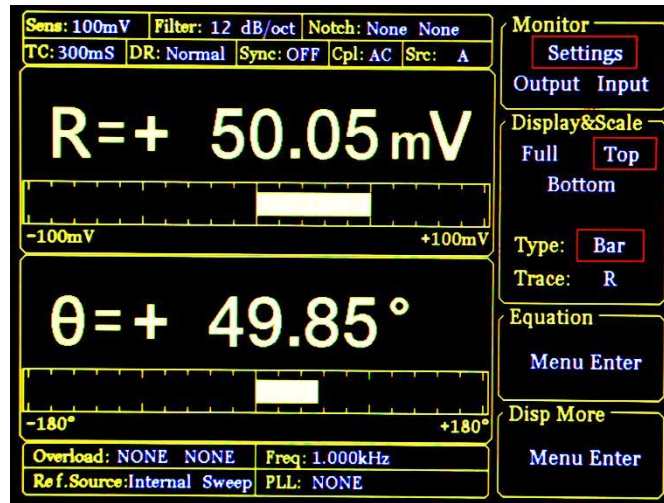 Sens: 100mV Filter: 12 dB/oct Notch: None None
TC: 300mS DR: Normal Sync: OFF Cpl: AC Src: A
R=+ 50.05 mV
-100mV +100mV
θ=+ 49.85°
-180° +180°
Overload: NONE NONE Freq: 1.000kHz
Ref.Source:Internal Sweep PLL: NONE
Monitor
Settings
Output Input
Display&Scale
Full Top
Bottom
Type: Bar
Trace: R
Equation
Menu Enter
Disp More
Menu Enter